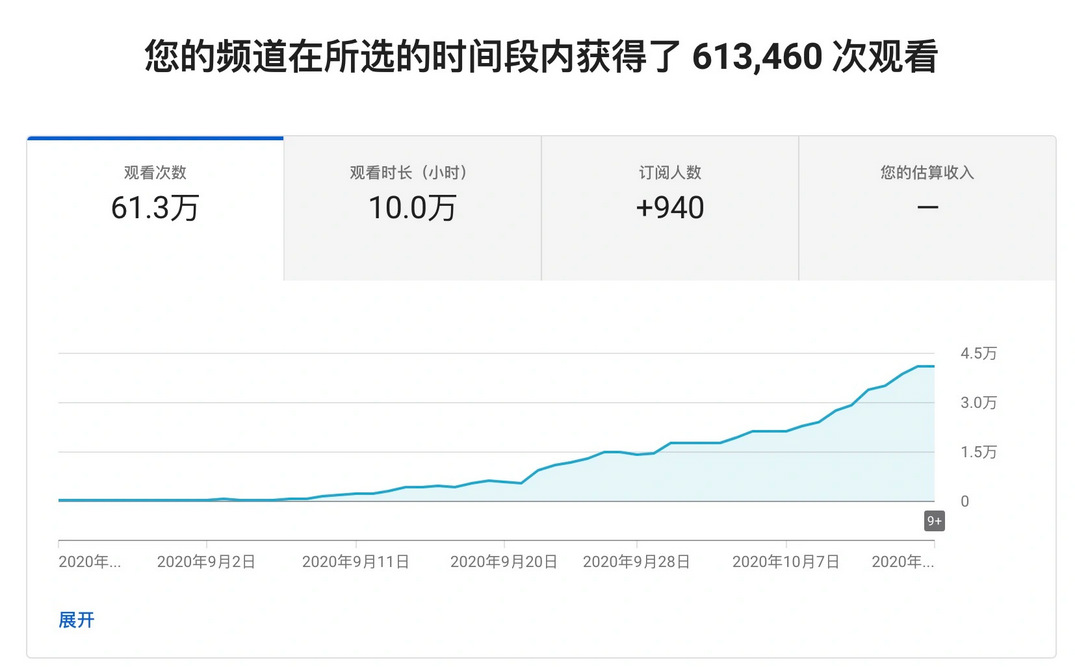 您的频道在所选的时间段内获得了 613,460 次观看
观看次数
61.3万
观看时长（小时）
10.0万
订阅人数
+940
您的估算收入
—
4.5万
3.0万
1.5万
0
9+
2020年...
2020年9月2日
2020年9月11日
2020年9月20日
2020年9月28日
2020年10月7日
2020年...
展开